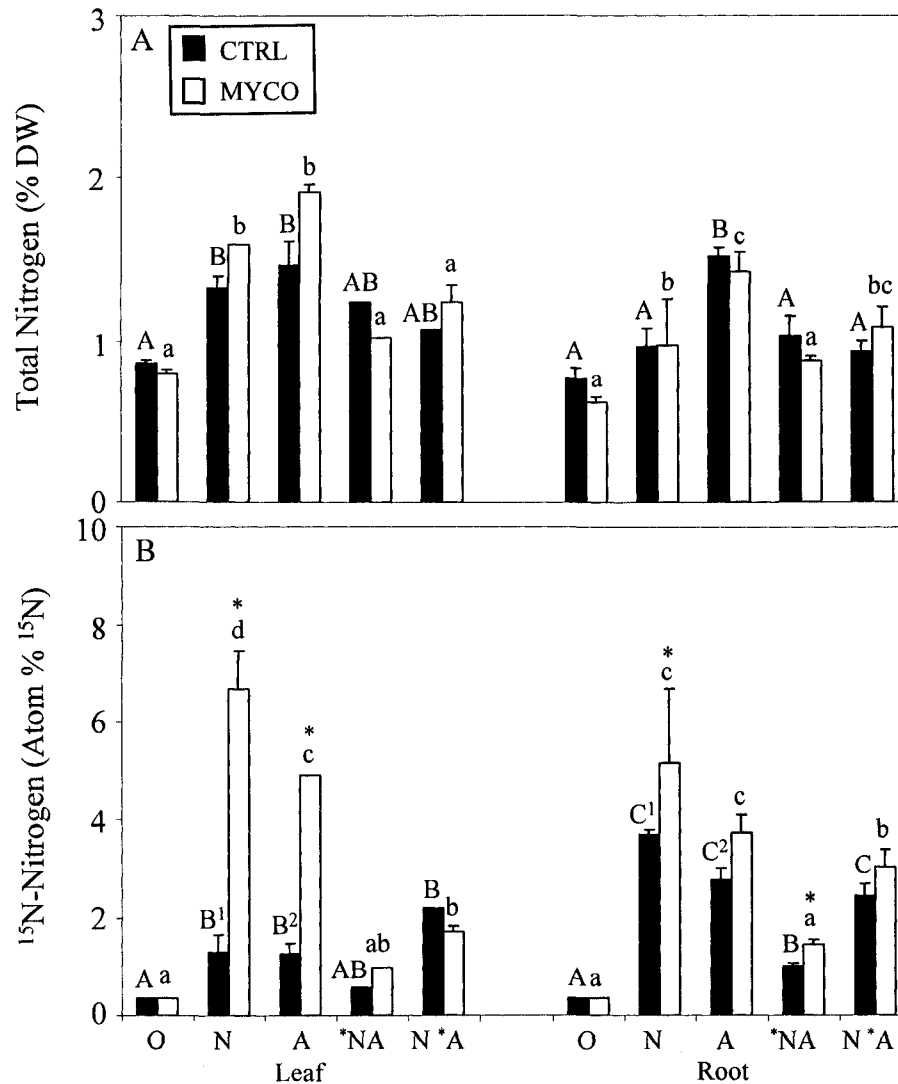 3
A
CTRL
MYCO
Total Nitrogen (% DW)
2
1
0
A a B b B b AB a AB a
A a A b B c A a A bc
10
B
¹⁵N-Nitrogen (Atom % ¹⁵N)
8
6
4
2
0
A a B¹ * d B² * c AB ab B b
A a C¹ * c C² c B * a C b
O N A *NA N *A O N A *NA N *A
Leaf Root